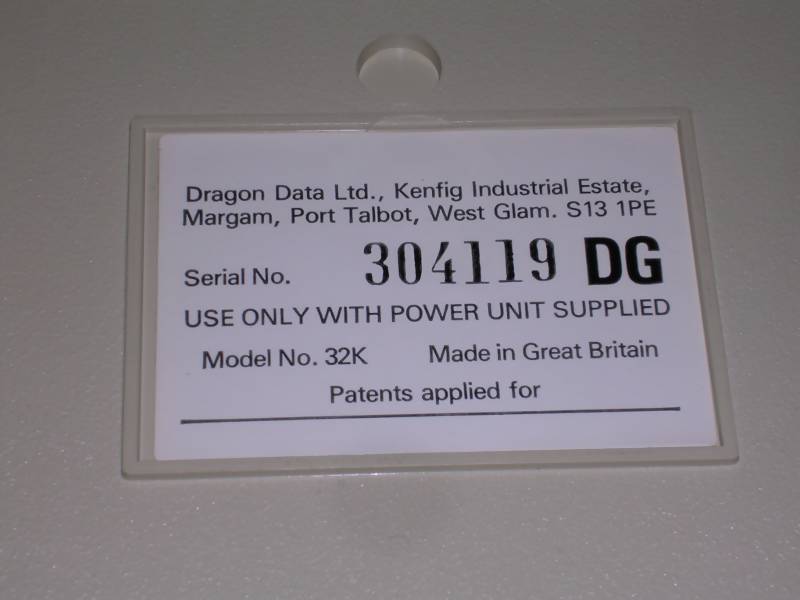 Dragon Data Ltd., Kenfig Industrial Estate,
Margam, Port Talbot, West Glam. S13 1PE
Serial No. 304119 DG
USE ONLY WITH POWER UNIT SUPPLIED
Model No. 32K Made in Great Britain
Patents applied for